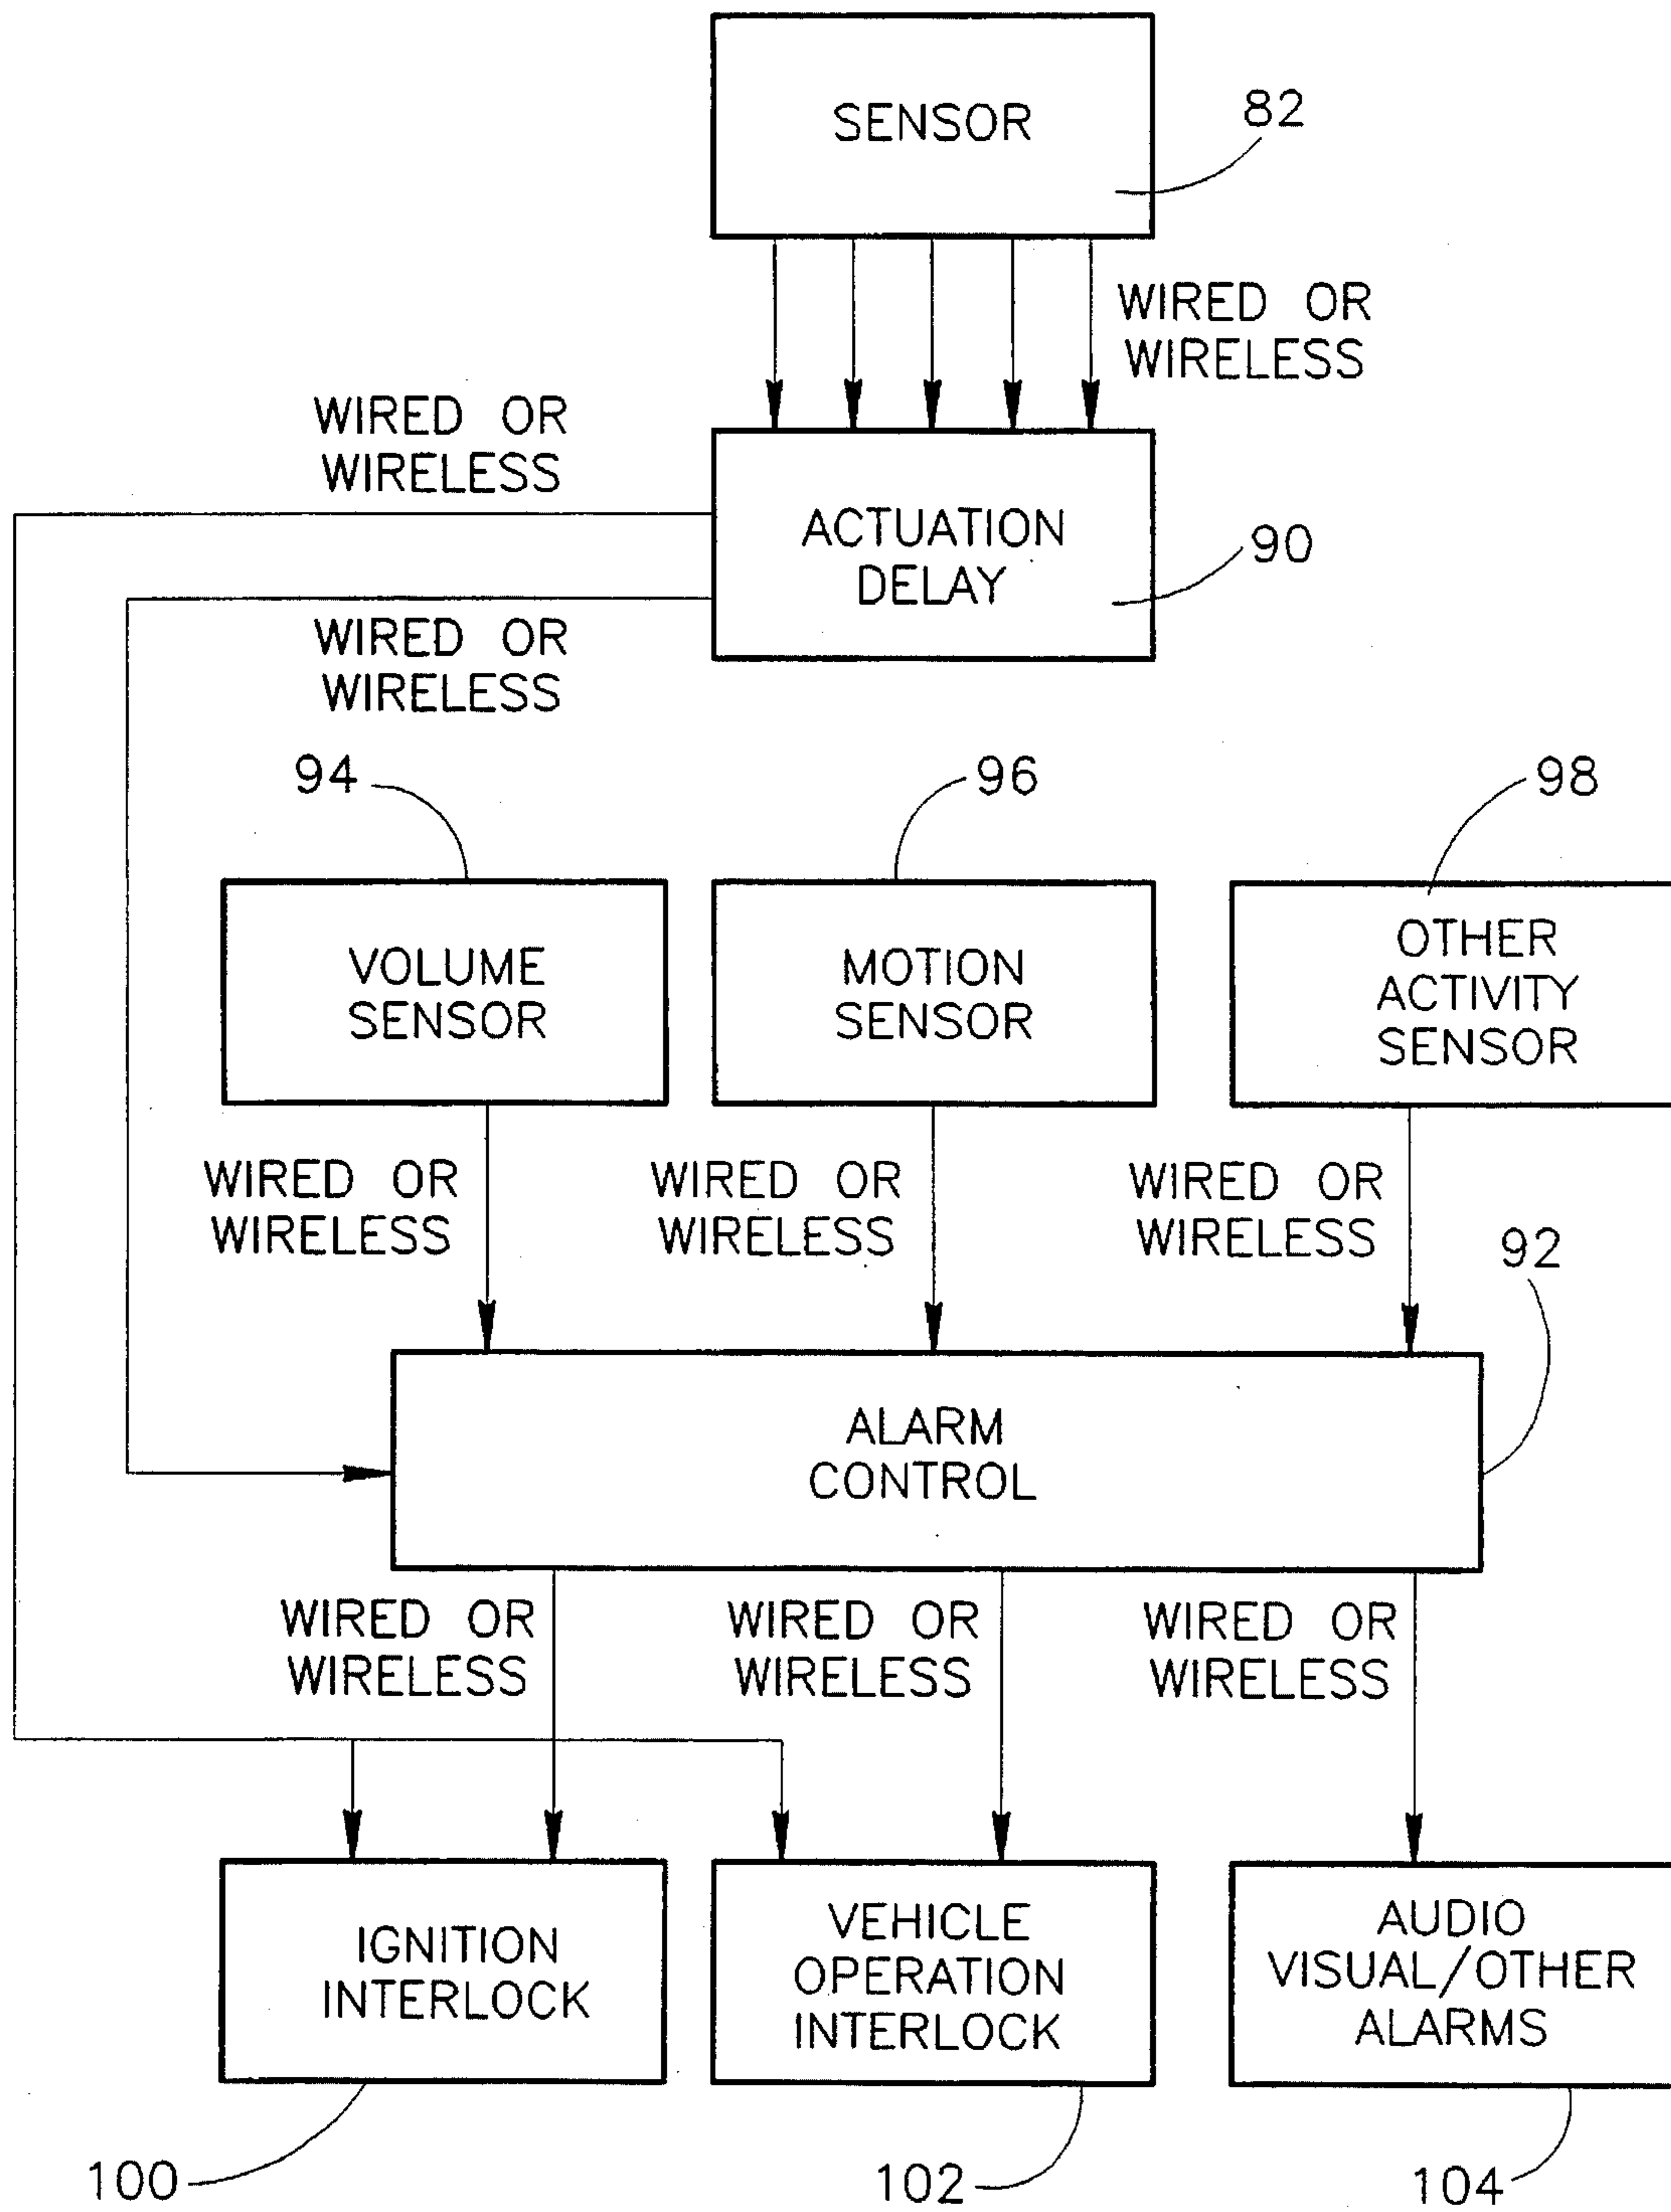 SENSOR
82
WIRED OR
WIRELESS
WIRED OR
WIRELESS
ACTUATION
DELAY
90
WIRED OR
WIRELESS
94
96
98
VOLUME
SENSOR
MOTION
SENSOR
OTHER
ACTIVITY
SENSOR
WIRED OR
WIRELESS
WIRED OR
WIRELESS
WIRED OR
WIRELESS
92
ALARM
CONTROL
WIRED OR
WIRELESS
WIRED OR
WIRELESS
WIRED OR
WIRELESS
IGNITION
INTERLOCK
VEHICLE
OPERATION
INTERLOCK
AUDIO
VISUAL/OTHER
ALARMS
100
102
104